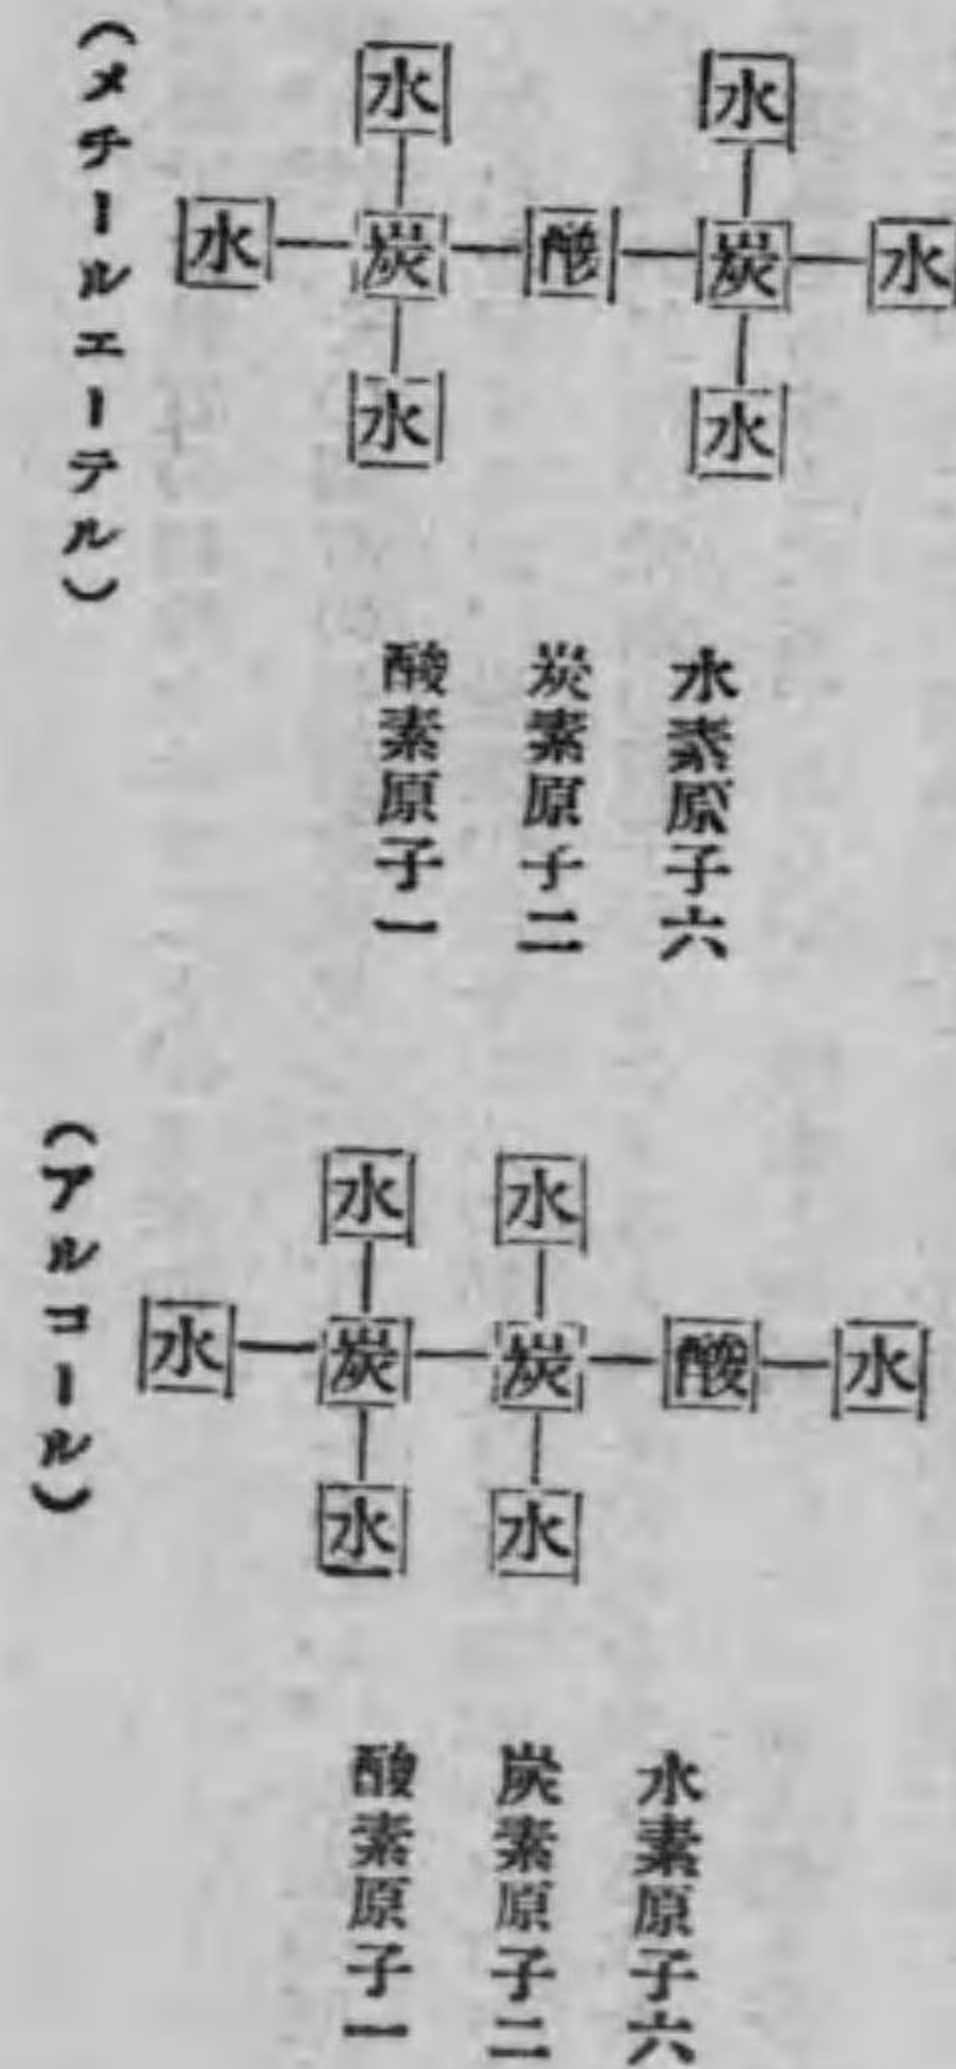 水 水
水 炭 酸 炭 水
水 水
水素原子六
炭素原子二
酸素原子一
(メチールエーテル)
水 水
水 炭 炭 酸 水
水 水
水素原子六
炭素原子二
酸素原子一
(アルコール)